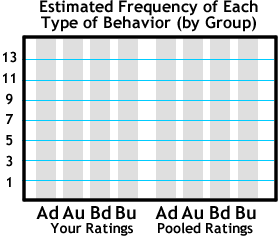 Estimated Frequency of Each
Type of Behavior (by Group)
13
11
9
7
5
3
1
Ad Au Bd Bu Ad Au Bd Bu
Your Ratings Pooled Ratings